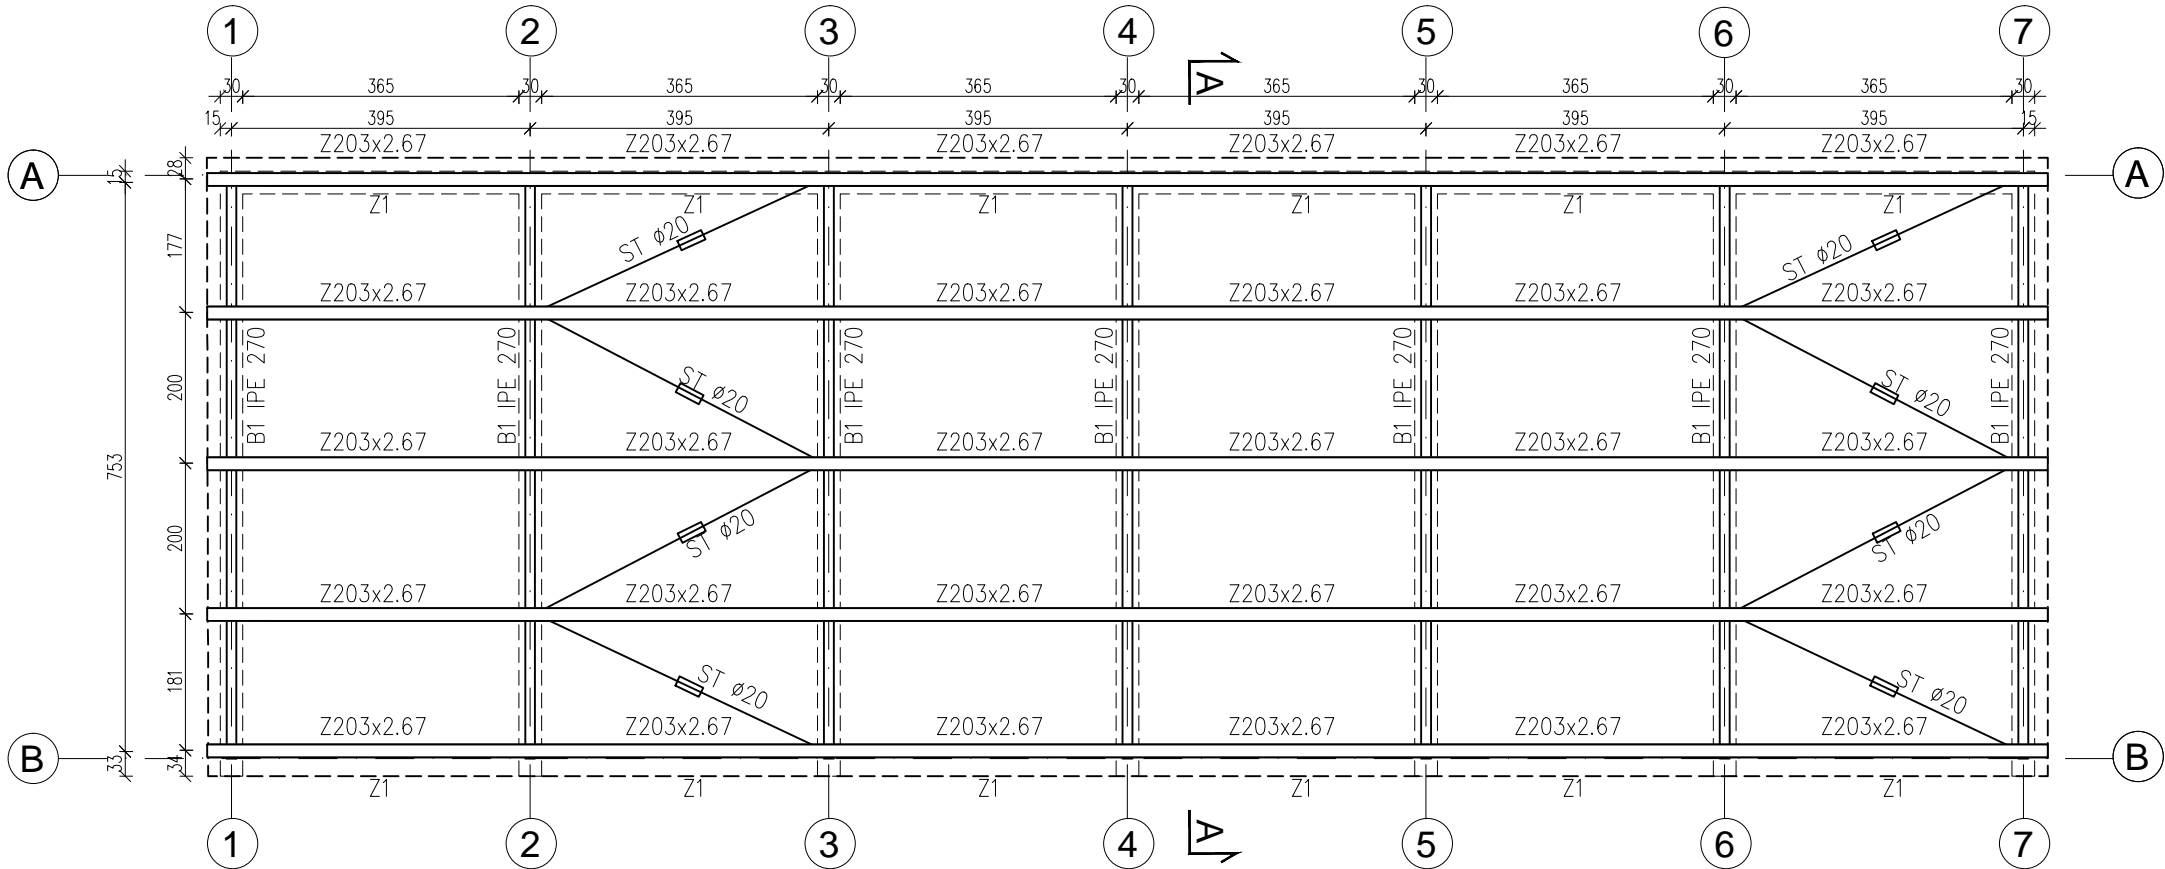 1 2 3 4 5 6 7
30 365 30 365 30 365 30 365 30 365 30 365 30
15 395 395 395 395 395 395 15
Z203x2.67 Z203x2.67 Z203x2.67 Z203x2.67 Z203x2.67 Z203x2.67
A
A 15 28 A
Z1 Z1 Z1 Z1 Z1 Z1
177 ST ø20 ST ø20
Z203x2.67 Z203x2.67 Z203x2.67 Z203x2.67 Z203x2.67 Z203x2.67
200 B1 IPE 270 B1 IPE 270 B1 IPE 270 B1 IPE 270 B1 IPE 270 B1 IPE 270 B1 IPE 270
ST ø20 ST ø20
753 Z203x2.67 Z203x2.67 Z203x2.67 Z203x2.67 Z203x2.67 Z203x2.67
200 ST ø20 ST ø20
Z203x2.67 Z203x2.67 Z203x2.67 Z203x2.67 Z203x2.67 Z203x2.67
181 ST ø20 ST ø20
Z203x2.67 Z203x2.67 Z203x2.67 Z203x2.67 Z203x2.67 Z203x2.67
B 33 34 B
Z1 Z1 Z1 Z1 Z1 Z1
A
1 2 3 4 5 6 7